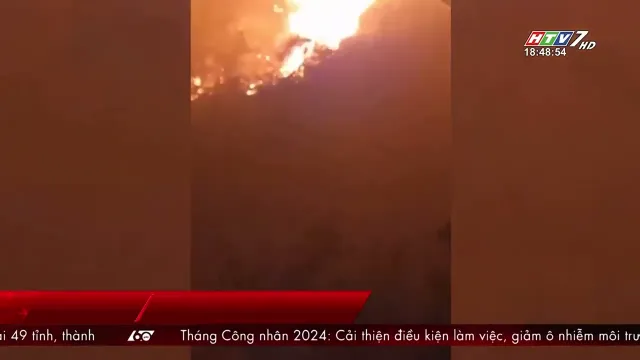 HTV7 HD
18:48:54
ai 49 tỉnh, thành 60 Tháng Công nhân 2024: Cải thiện điều kiện làm việc, giảm ô nhiễm môi trư